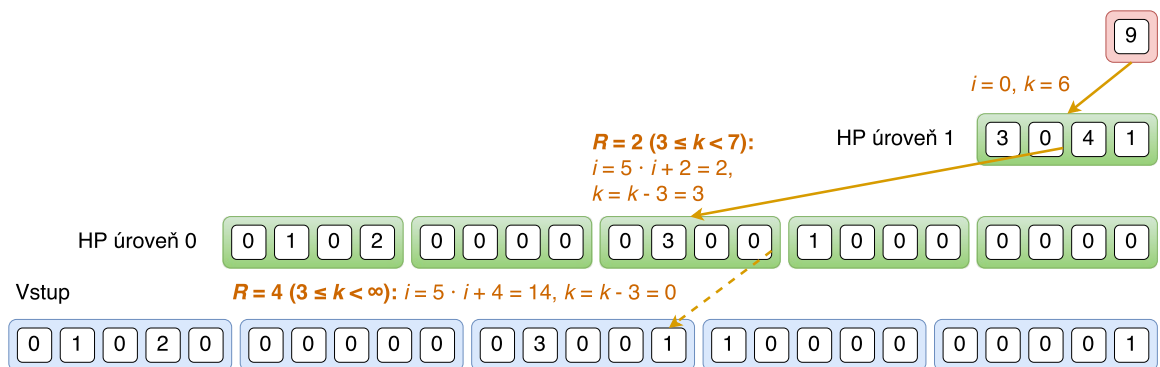 9
i = 0, k = 6
HP úroveň 1
3 0 4 1
R = 2 (3 ≤ k < 7):
i = 5 · i + 2 = 2,
k = k - 3 = 3
HP úroveň 0
0 1 0 2 0 0 0 0 0 3 0 0 1 0 0 0 0 0 0 0
Vstup
R = 4 (3 ≤ k < ∞): i = 5 · i + 4 = 14, k = k - 3 = 0
0 1 0 2 0 0 0 0 0 0 0 3 0 0 1 1 0 0 0 0 0 0 0 0 1